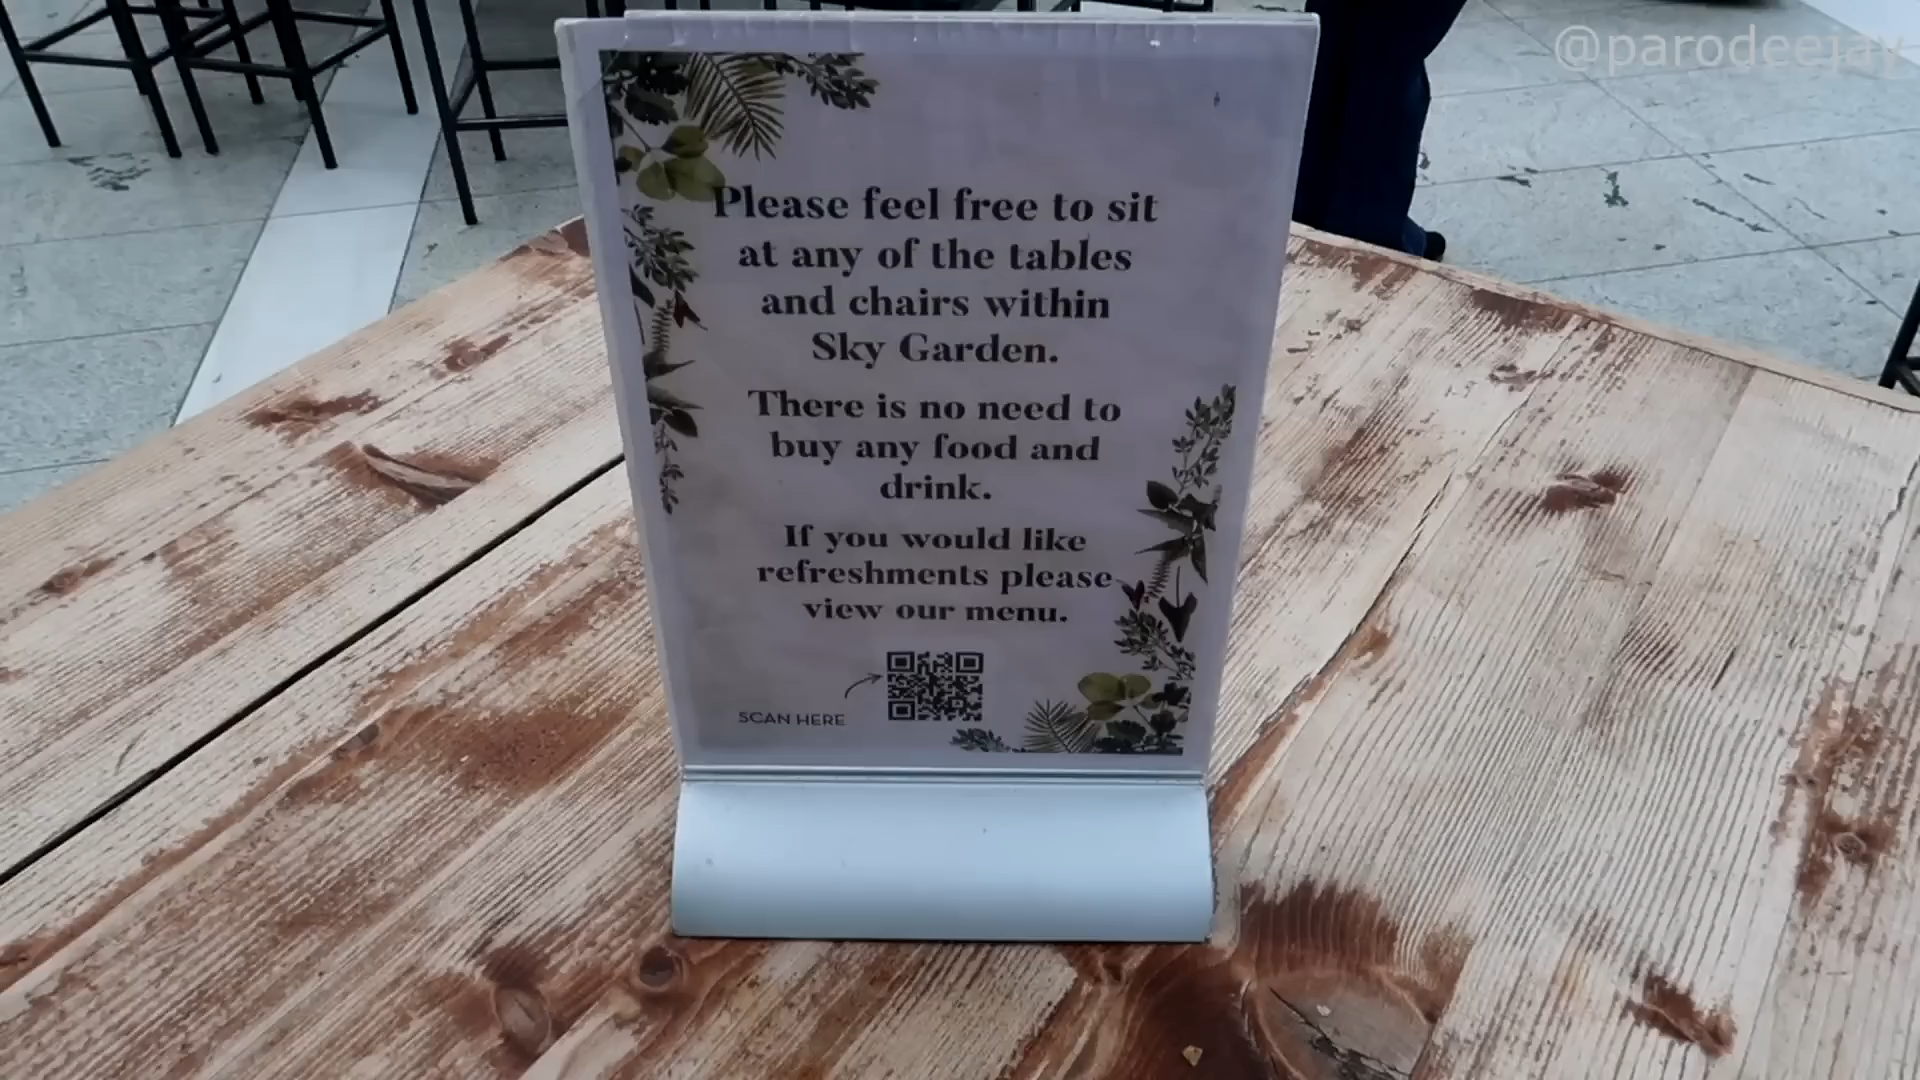 @parodeejay
Please feel free to sit
at any of the tables
and chairs within
Sky Garden.
There is no need to
buy any food and
drink.
If you would like
refreshments please
view our menu.
SCAN HERE